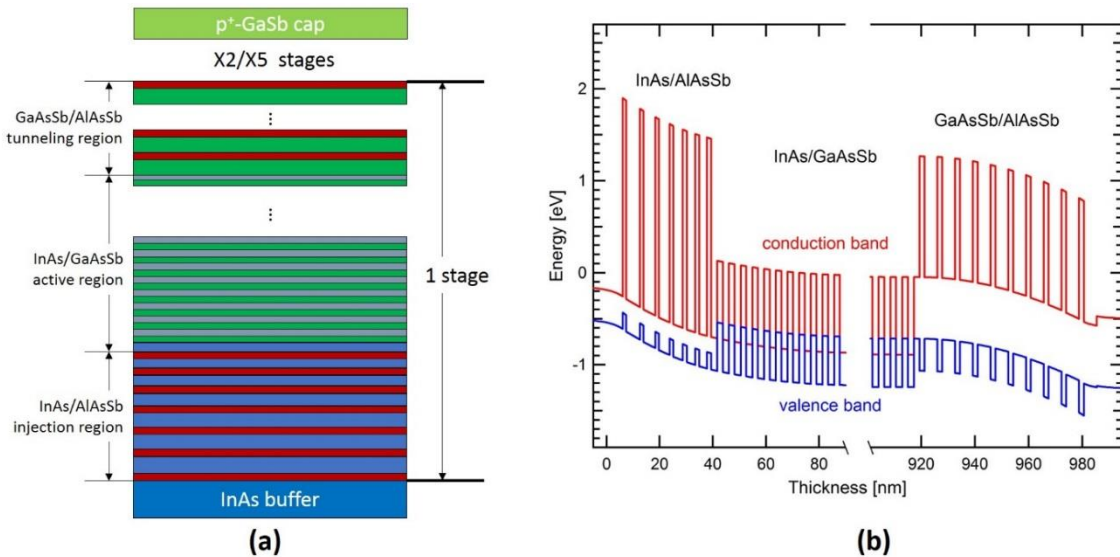 p⁺-GaSb cap
X2/X5 stages
GaAsSb/AlAsSb
tunneling region
⋮
InAs/GaAsSb
active region
⋮
1 stage
InAs/AlAsSb
injection region
InAs buffer
(a)
Energy [eV]
2
1
0
-1
InAs/AlAsSb
GaAsSb/AlAsSb
InAs/GaAsSb
conduction band
valence band
0 20 40 60 80 920 940 960 980
Thickness [nm]
(b)